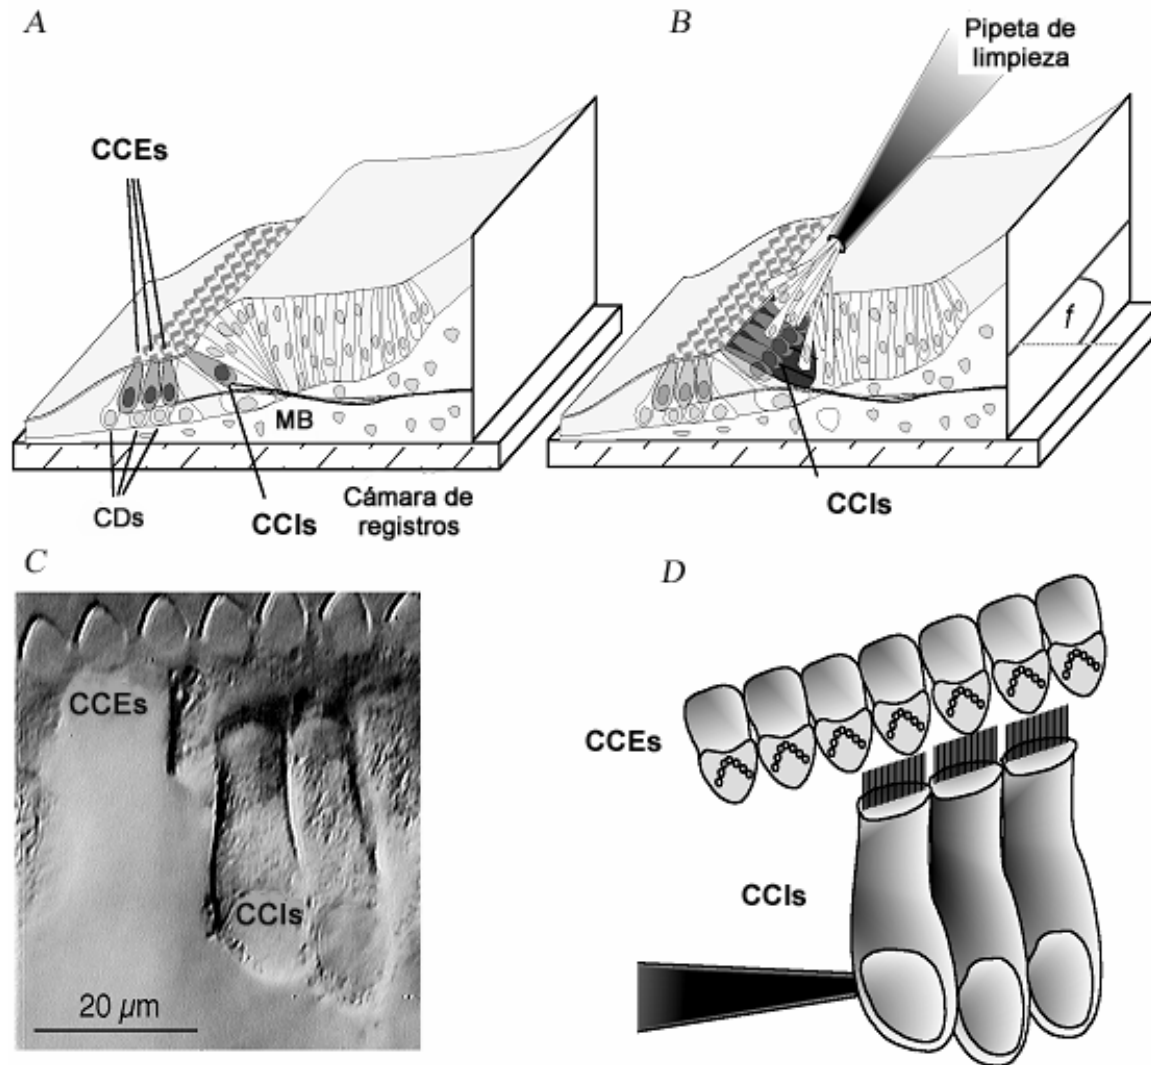 A
CCEs
MB
CDs
CCIs
Cámara de
registros
B
Pipeta de
limpieza
f
CCIs
C
CCEs
CCIs
20 µm
D
CCEs
CCIs